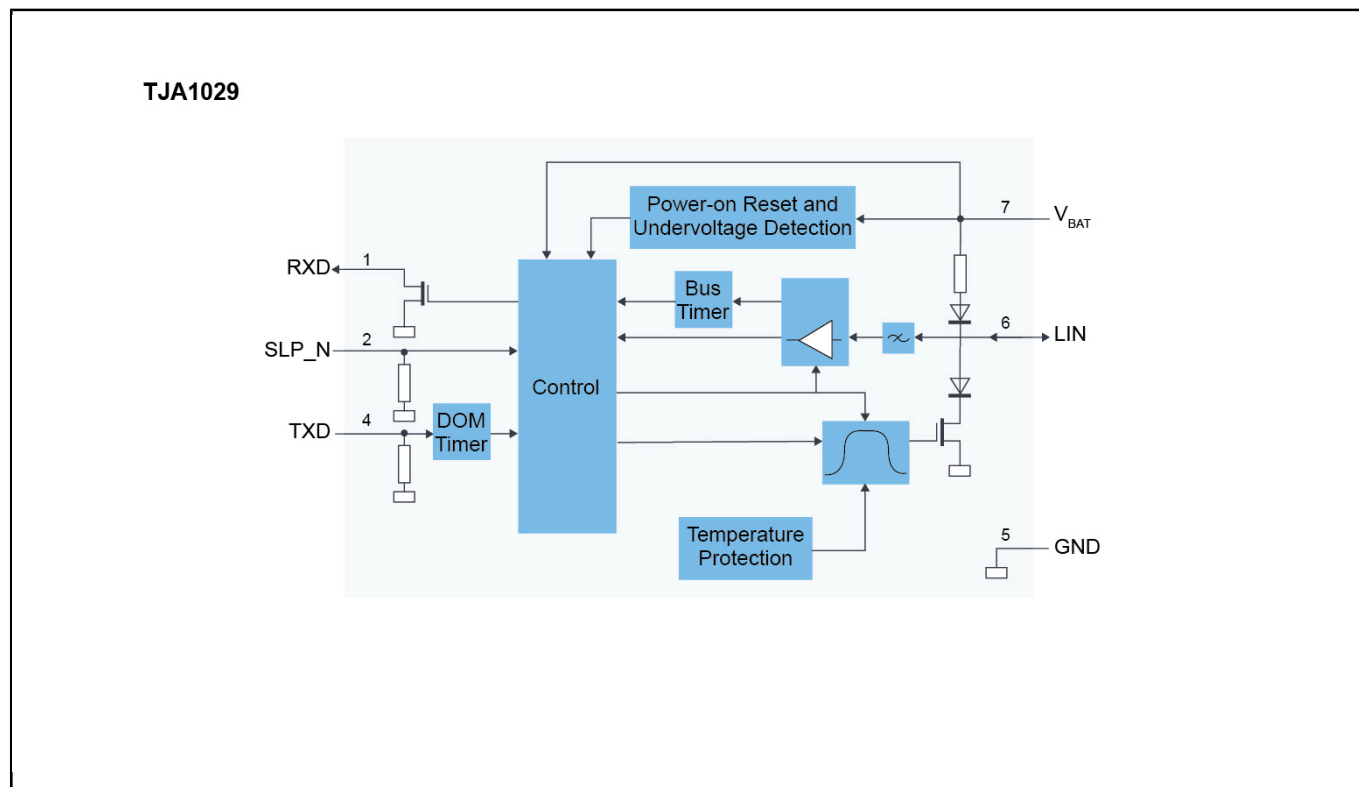 TJA1029
Power-on Reset and
Undervoltage Detection
7
V_BAT
RXD
1
Bus
Timer
6
LIN
SLP_N
2
Control
TXD
4
DOM
Timer
Temperature
Protection
5
GND